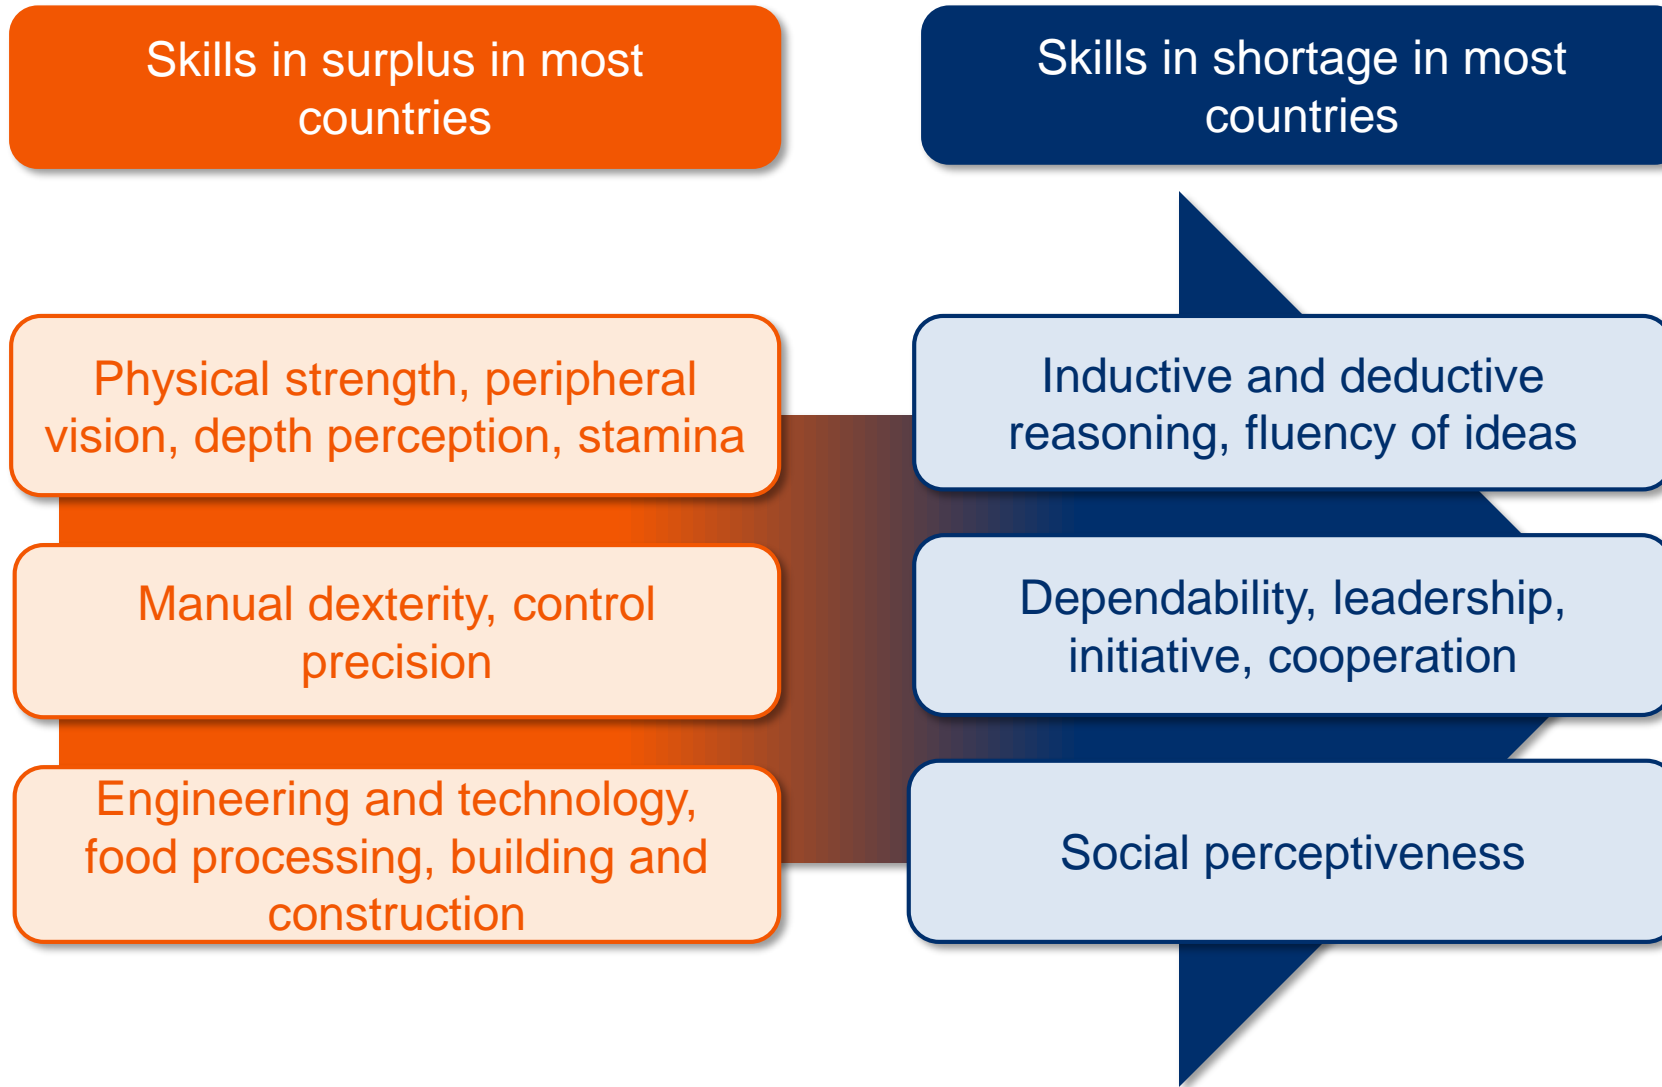 Skills in surplus in most
countries
Skills in shortage in most
countries
Physical strength, peripheral
vision, depth perception, stamina
Inductive and deductive
reasoning, fluency of ideas
Manual dexterity, control
precision
Dependability, leadership,
initiative, cooperation
Engineering and technology,
food processing, building and
construction
Social perceptiveness